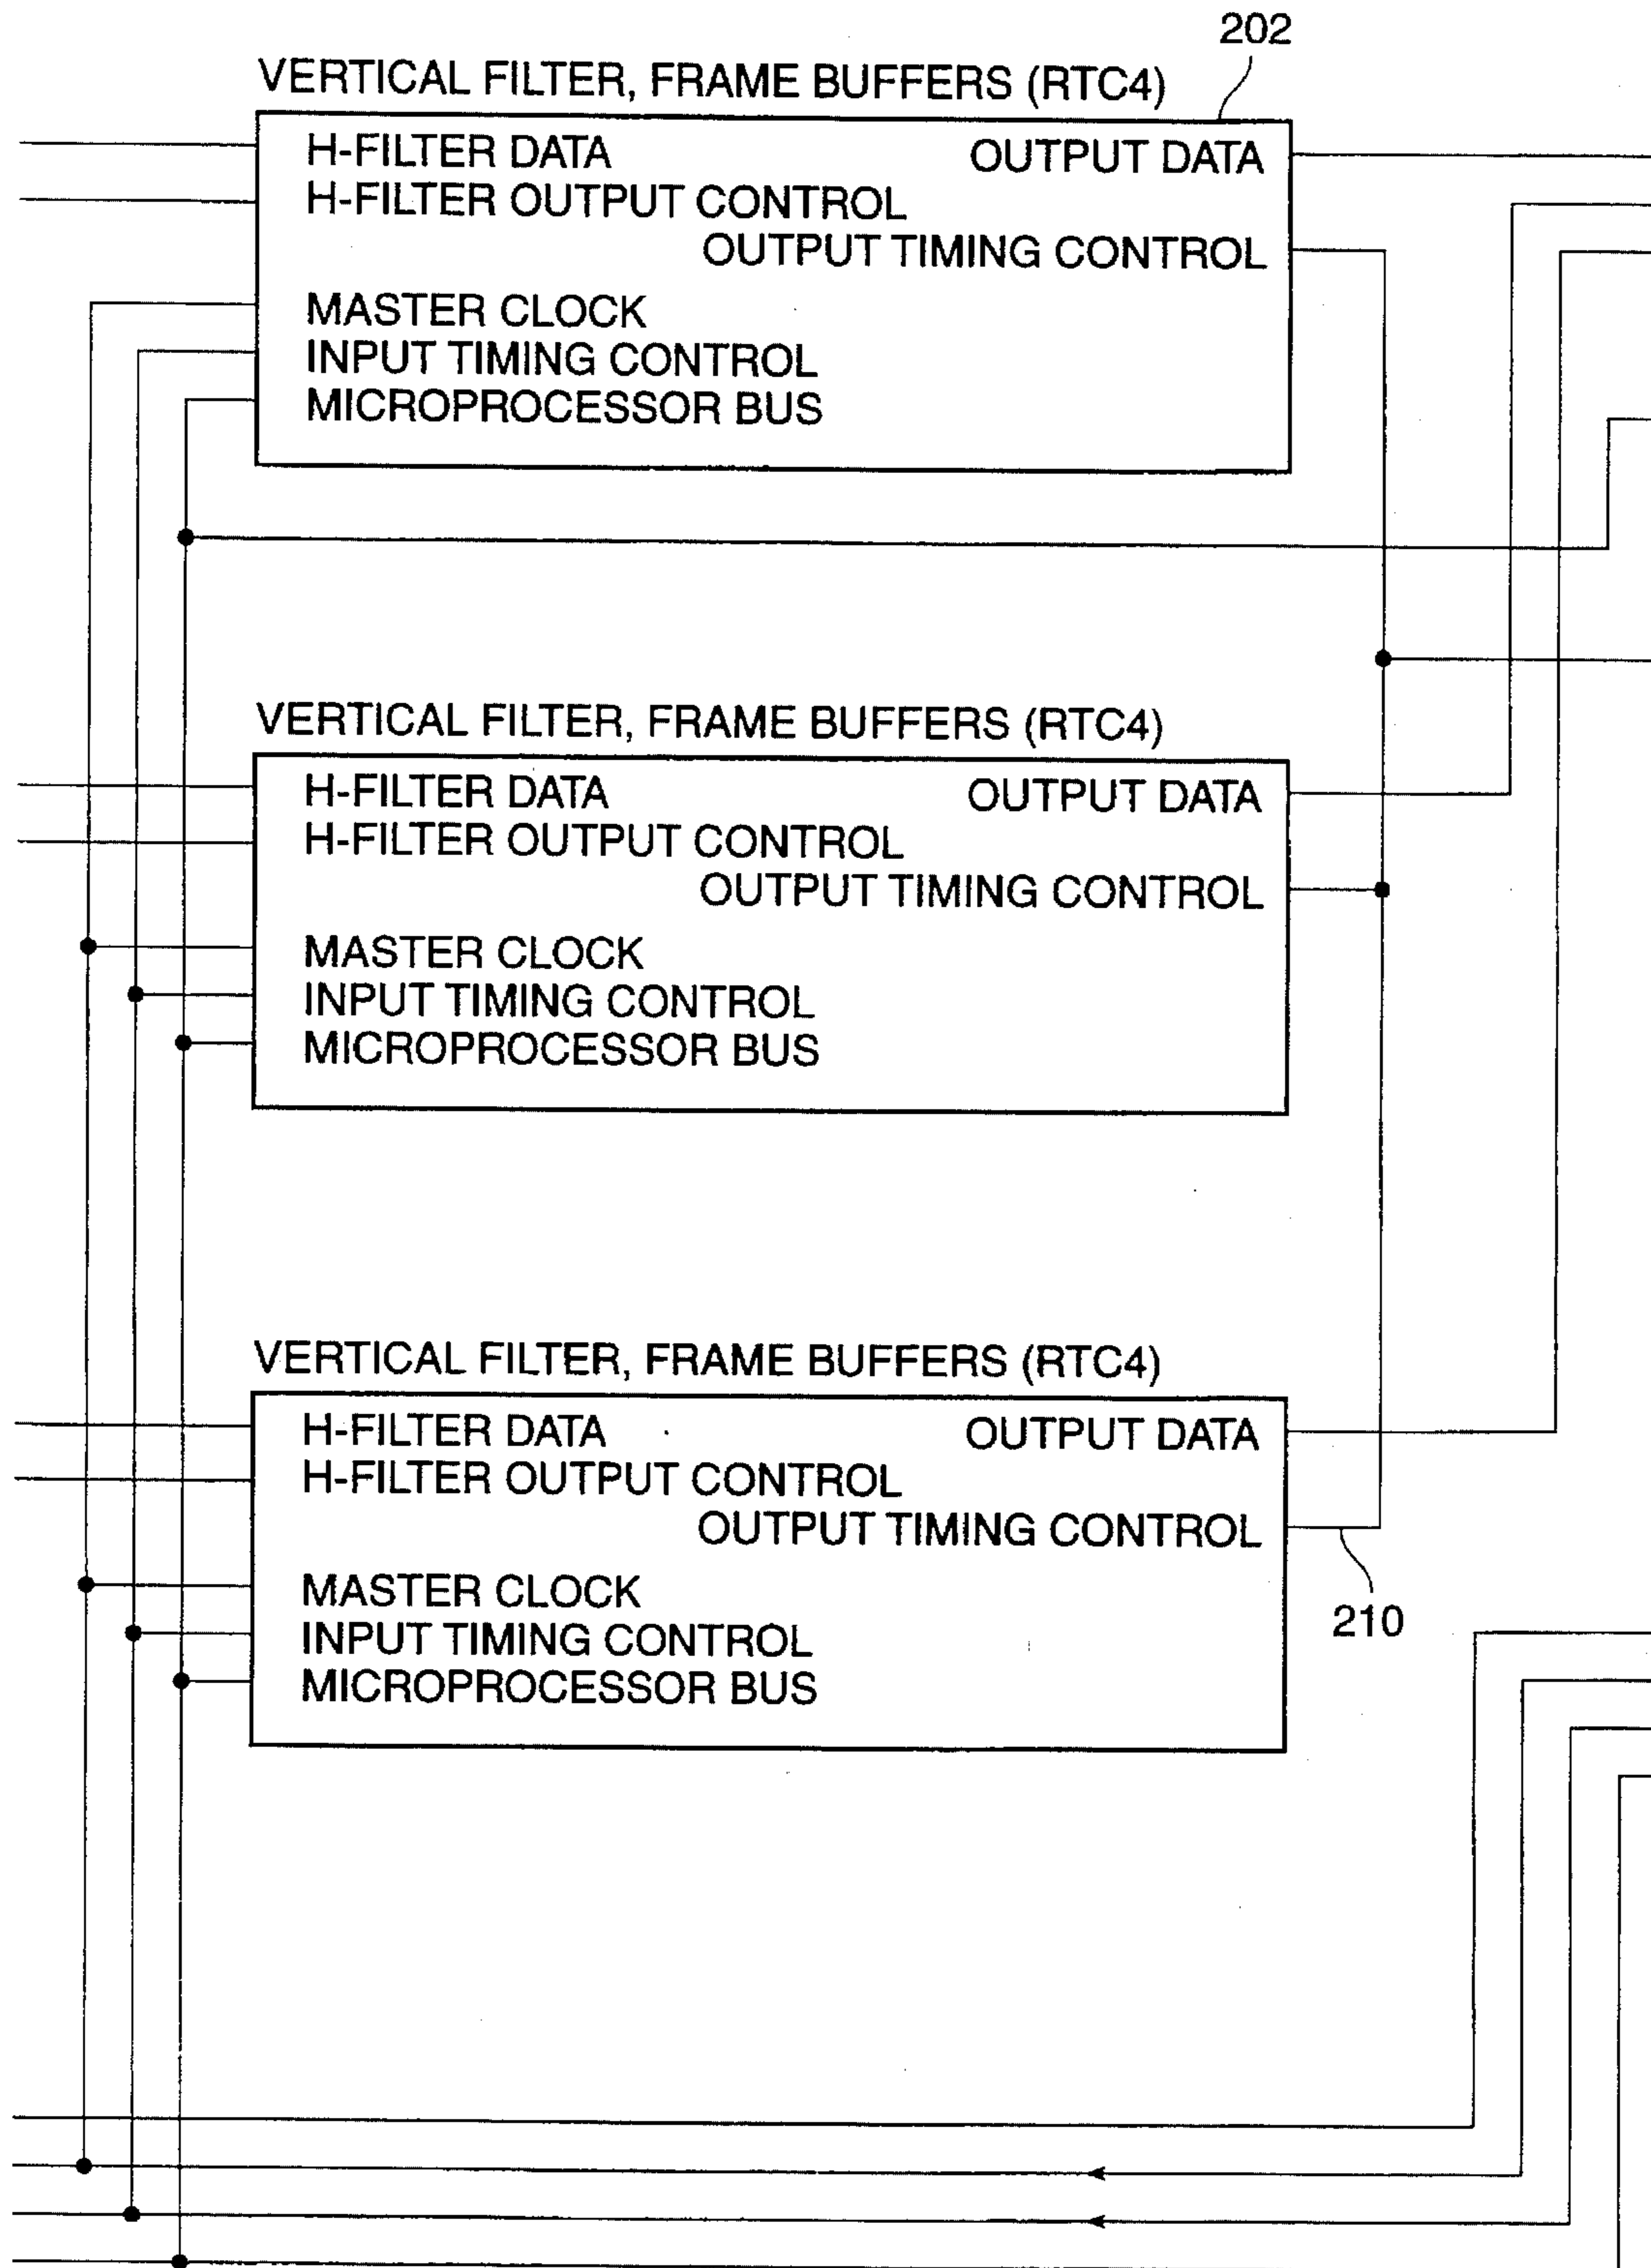 202
VERTICAL FILTER, FRAME BUFFERS (RTC4)
H-FILTER DATA OUTPUT DATA
H-FILTER OUTPUT CONTROL
OUTPUT TIMING CONTROL
MASTER CLOCK
INPUT TIMING CONTROL
MICROPROCESSOR BUS
VERTICAL FILTER, FRAME BUFFERS (RTC4)
H-FILTER DATA OUTPUT DATA
H-FILTER OUTPUT CONTROL
OUTPUT TIMING CONTROL
MASTER CLOCK
INPUT TIMING CONTROL
MICROPROCESSOR BUS
VERTICAL FILTER, FRAME BUFFERS (RTC4)
H-FILTER DATA OUTPUT DATA
H-FILTER OUTPUT CONTROL
OUTPUT TIMING CONTROL
MASTER CLOCK
210
INPUT TIMING CONTROL
MICROPROCESSOR BUS